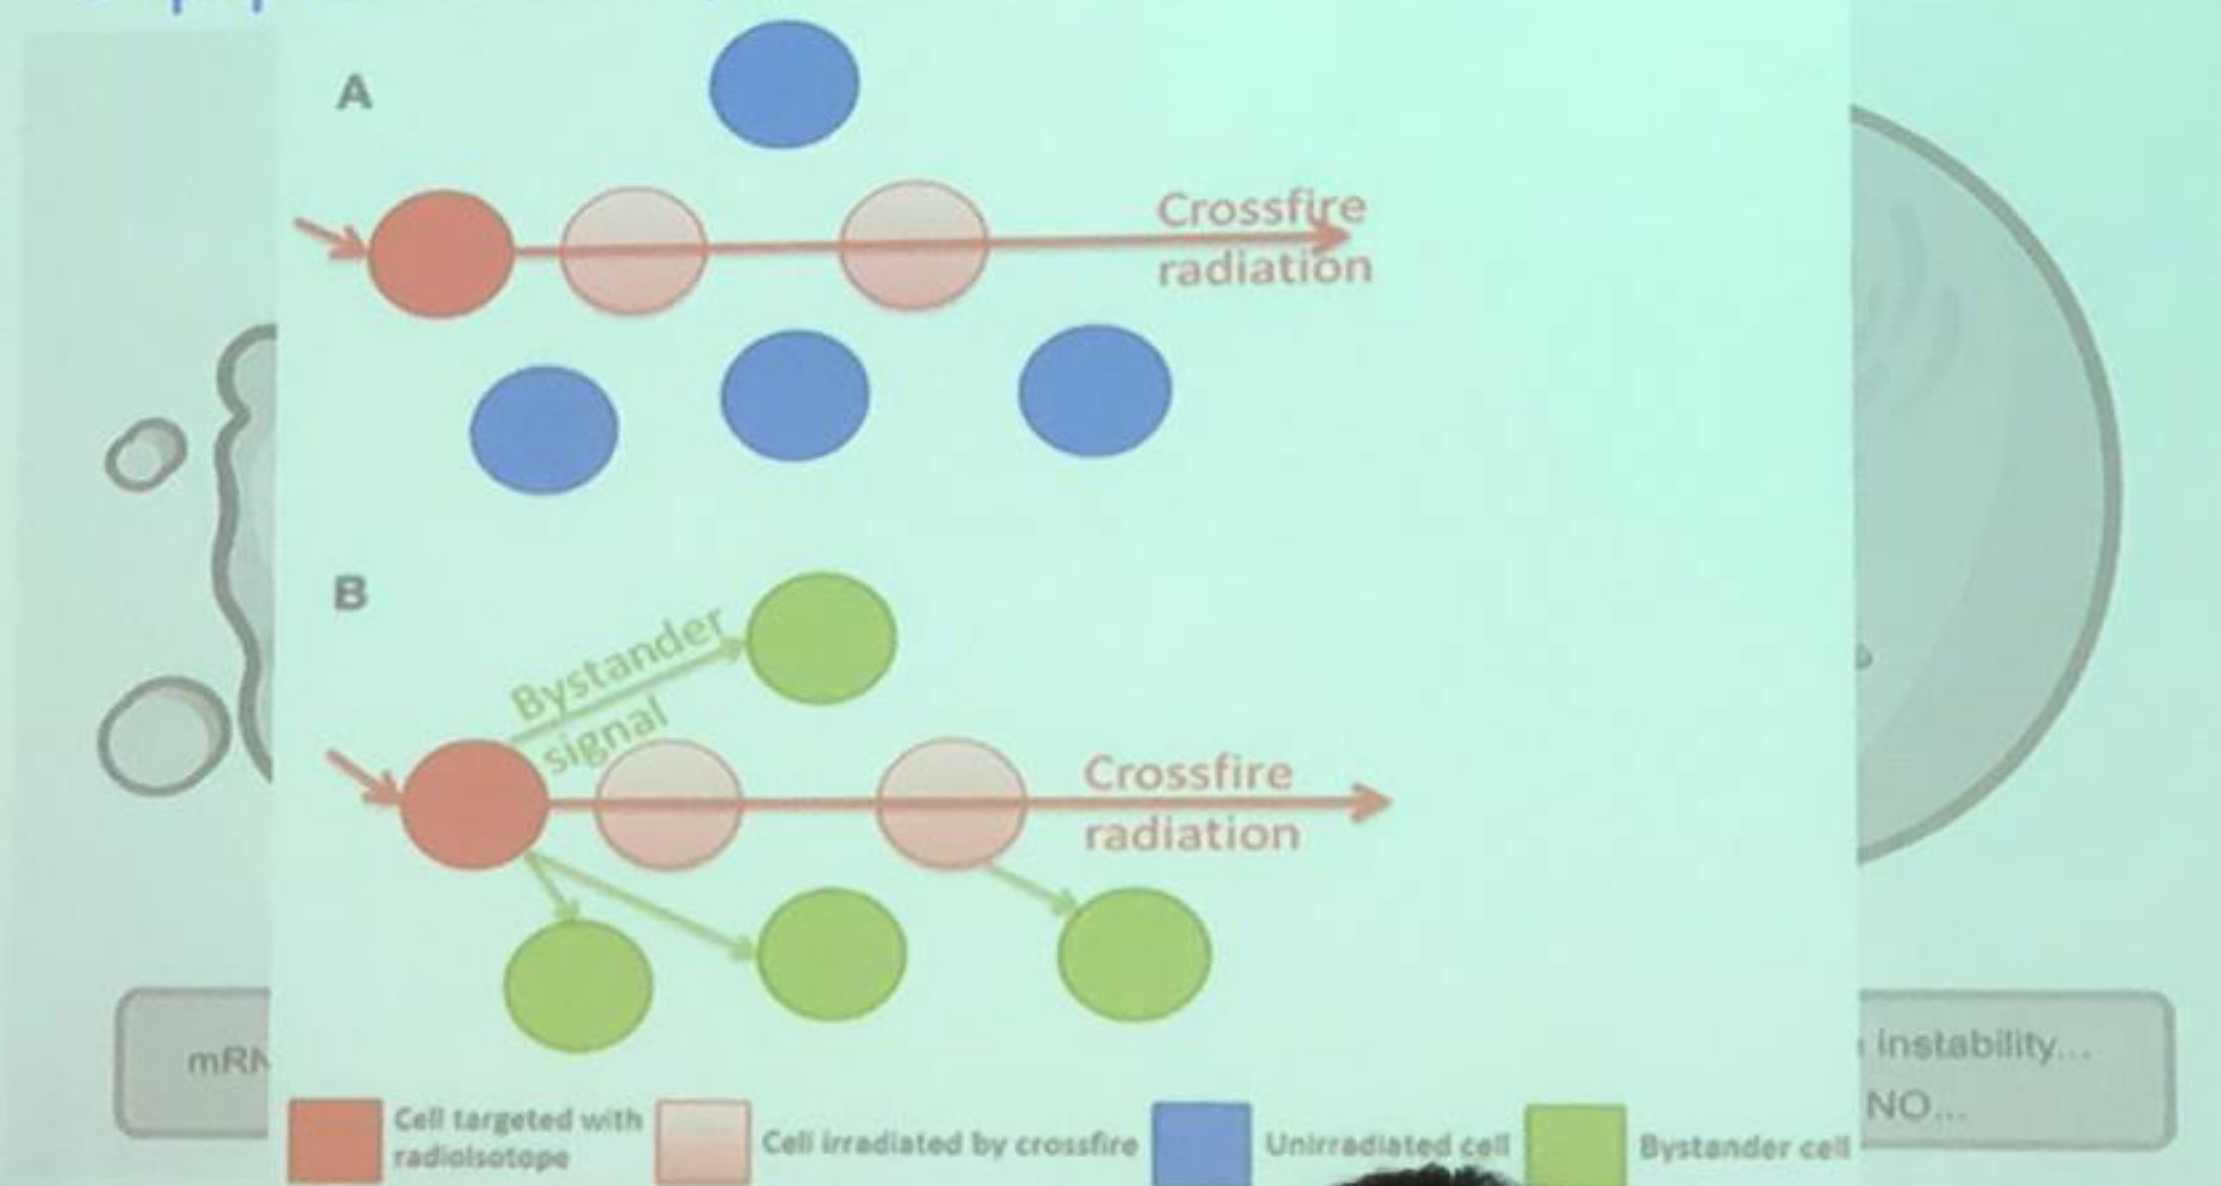 A
Crossfire
radiation
B
Bystander
signal
Crossfire
radiation
mRN
instability...
NO...
Cell targeted with
radioisotope
Cell irradiated by crossfire
Unirradiated cell
Bystander cell